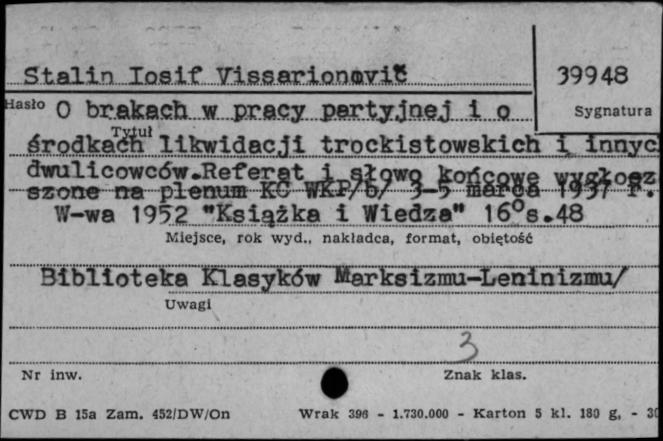 Stalin Iosif Vissarionovič
39948
Hasło
Sygnatura
O brakach w pracy partyjnej i o
Tytuł
środkach likwidacji trockistowskich i innyc
dwulicowców.Referat i słowo końcowe wygłosz
szone na plenum KC WKP/b/ 3-5 marca 1937 r.
W-wa 1952 "Książka i Wiedza" 16°s.48
Miejsce, rok wyd., nakładca, format, objętość
Biblioteka Klasyków Marksizmu-Leninizmu/
Uwagi
3
Nr inw.
Znak klas.
CWD B 15a Zam. 452/DW/On
Wrak 396 - 1.730.000 - Karton 5 kl. 180 g, - 30